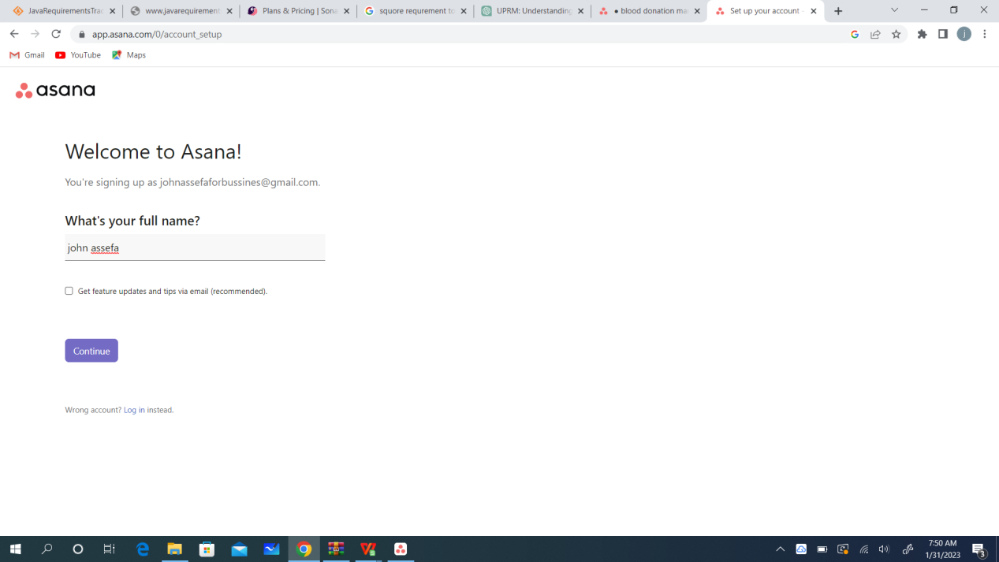 JavaRequirementsTrac
www.javarequirement
Plans & Pricing | Sona
squore requrement to
UPRM: Understanding
● blood donation ma
Set up your account -
app.asana.com/0/account_setup
j
Gmail
YouTube
Maps
asana
Welcome to Asana!
You're signing up as johnassefaforbussines@gmail.com.
What's your full name?
john assefa
Get feature updates and tips via email (recommended).
Continue
Wrong account? Log in instead.
7:50 AM
1/31/2023
3